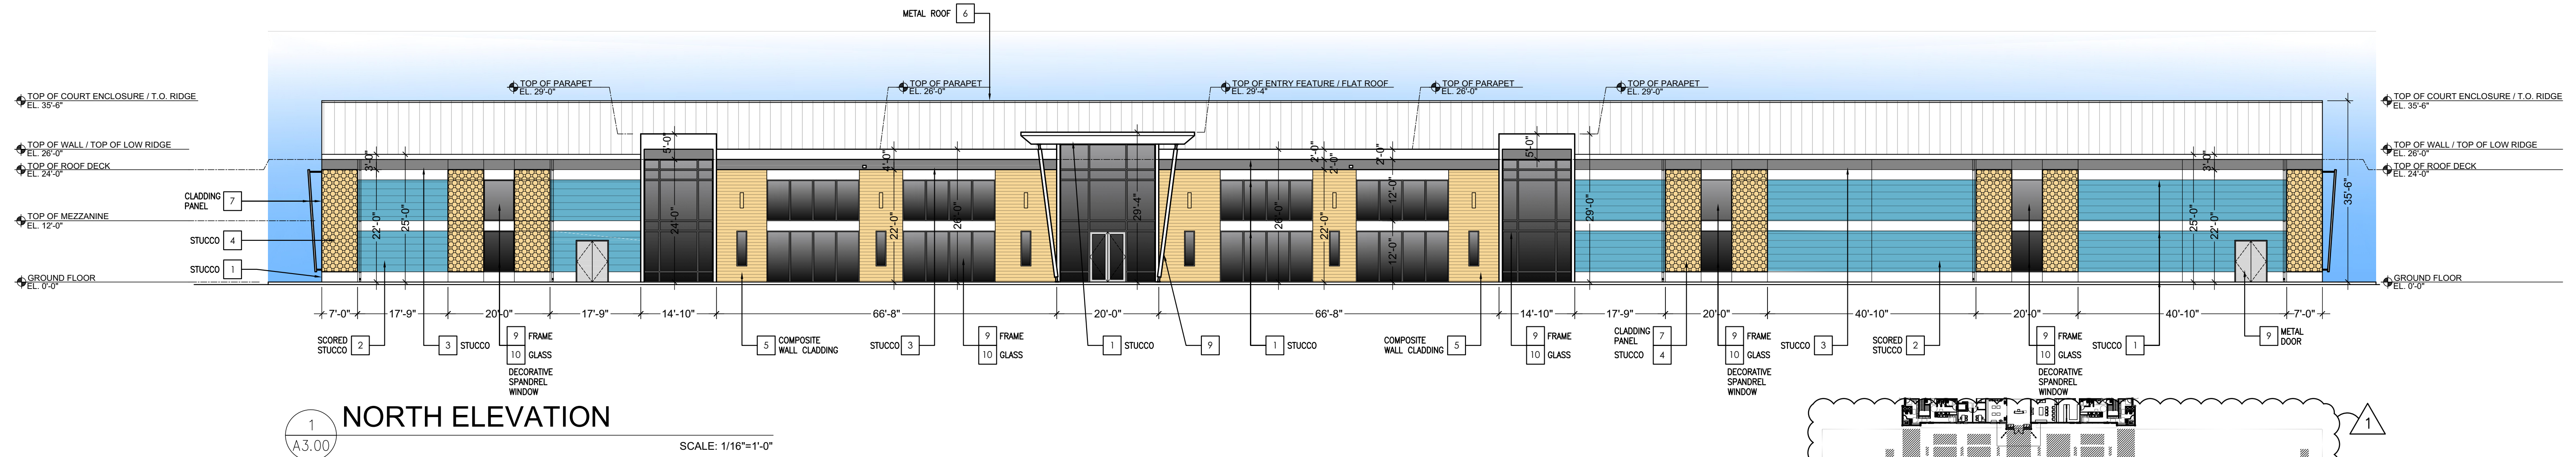 METAL ROOF 6
TOP OF PARAPET
EL. 29'-0"
TOP OF PARAPET
EL. 26'-0"
TOP OF ENTRY FEATURE / FLAT ROOF
EL. 29'-4"
TOP OF PARAPET
EL. 26'-0"
TOP OF PARAPET
EL. 29'-0"
TOP OF COURT ENCLOSURE / T.O. RIDGE
EL. 35'-6"
TOP OF WALL / TOP OF LOW RIDGE
EL. 26'-0"
TOP OF ROOF DECK
EL. 24'-0"
CLADDING
PANEL 7
TOP OF MEZZANINE
EL. 12'-0"
STUCCO 4
STUCCO 1
GROUND FLOOR
EL. 0'-0"
TOP OF COURT ENCLOSURE / T.O. RIDGE
EL. 35'-6"
TOP OF WALL / TOP OF LOW RIDGE
EL. 26'-0"
TOP OF ROOF DECK
EL. 24'-0"
GROUND FLOOR
EL. 0'-0"
3'-0"
22'-0"
25'-0"
5'-0"
24'-0"
4'-0"
22'-0"
26'-0"
29'-4"
26'-0"
2'-0"
22'-0"
2'-0"
12'-0"
12'-0"
5'-0"
29'-0"
25'-0"
3'-0"
22'-0"
35'-6"
7'-0" 17'-9" 20'-0" 17'-9" 14'-10" 66'-8" 20'-0" 66'-8" 14'-10" 17'-9" 20'-0" 40'-10" 20'-0" 40'-10" 7'-0"
SCORED
STUCCO 2
3 STUCCO
9 FRAME
10 GLASS
DECORATIVE
SPANDREL
WINDOW
5 COMPOSITE
WALL CLADDING
STUCCO 3
9 FRAME
10 GLASS
1 STUCCO
9
1 STUCCO
COMPOSITE
WALL CLADDING 5
9 FRAME
10 GLASS
CLADDING
PANEL 7
STUCCO 4
9 FRAME
10 GLASS
DECORATIVE
SPANDREL
WINDOW
STUCCO 3
SCORED
STUCCO 2
9 FRAME
10 GLASS
DECORATIVE
SPANDREL
WINDOW
STUCCO 1
9 METAL
DOOR
1
A3.00
NORTH ELEVATION
SCALE: 1/16"=1'-0"
1